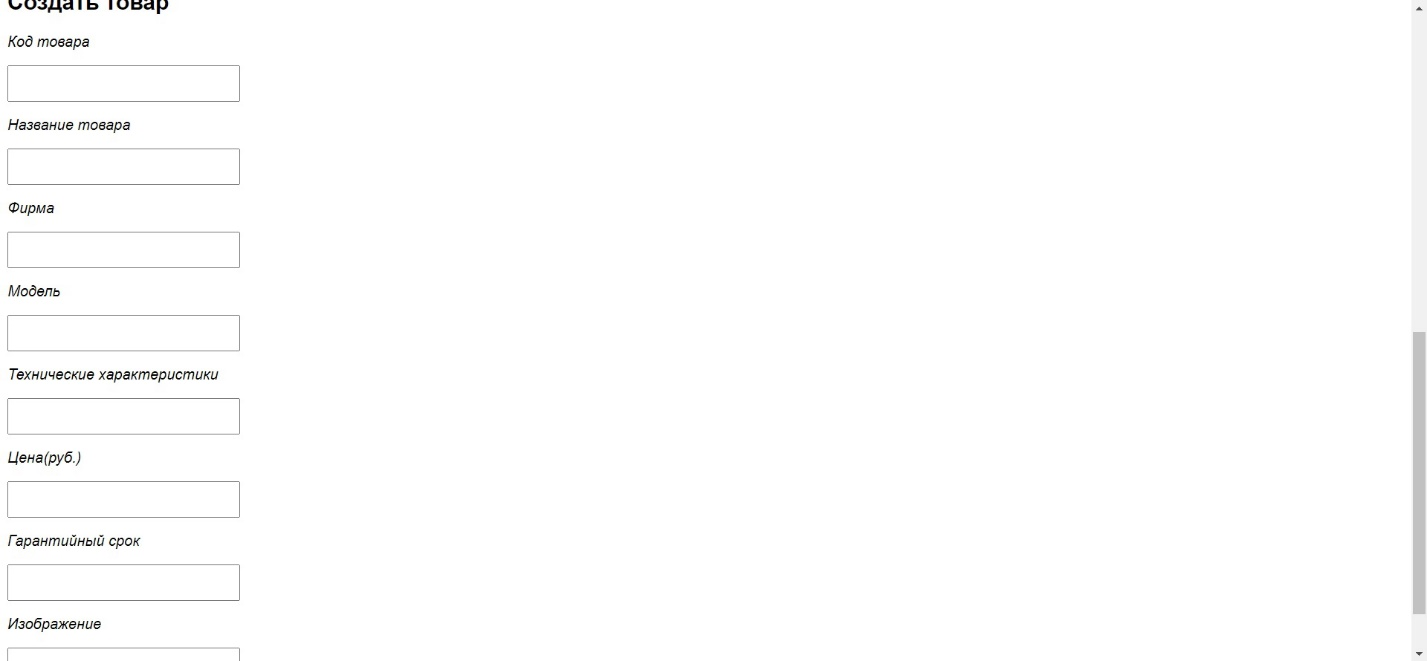 Создать товар
Код товара
Название товара
Фирма
Модель
Технические характеристики
Цена(руб.)
Гарантийный срок
Изображение